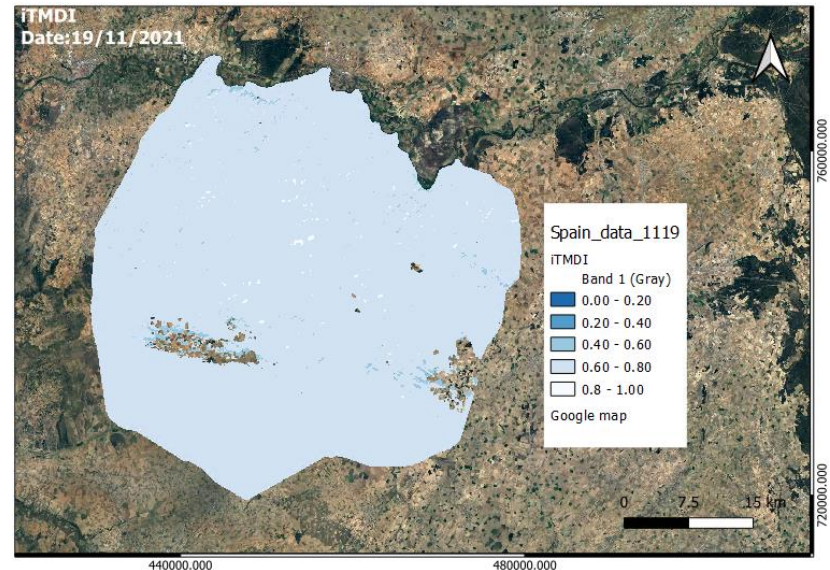 iTMDI
Date:19/11/2021
Spain_data_1119
iTMDI
Band 1 (Gray)
0.00 - 0.20
0.20 - 0.40
0.40 - 0.60
0.60 - 0.80
0.8 - 1.00
Google map
0 7.5 15 km
760000.000
720000.000
440000.000 480000.000